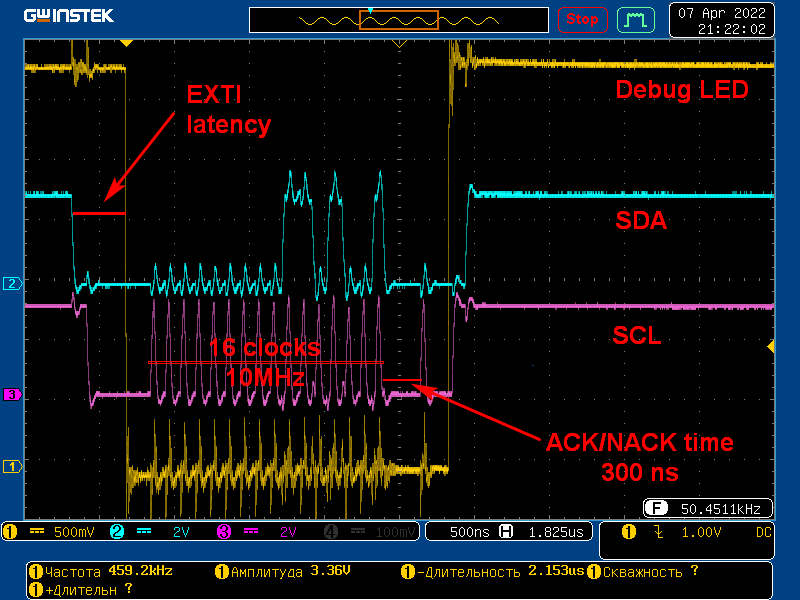 GWINSTEK
Stop
07 Apr 2022
21:22:02
EXTI
latency
Debug LED
SDA
SCL
16 clocks
10MHz
ACK/NACK time
300 ns
2
3
1
F 50.4511kHz
1 500mV 2 2V 3 2V 4 100mV
500ns H 1.825us
1 1.00V DC
1 Частота 459.2kHz 1 Амплитуда 3.36V 1 -Длительность 2.153us 1 Скважность ?
1 +Длительн ?